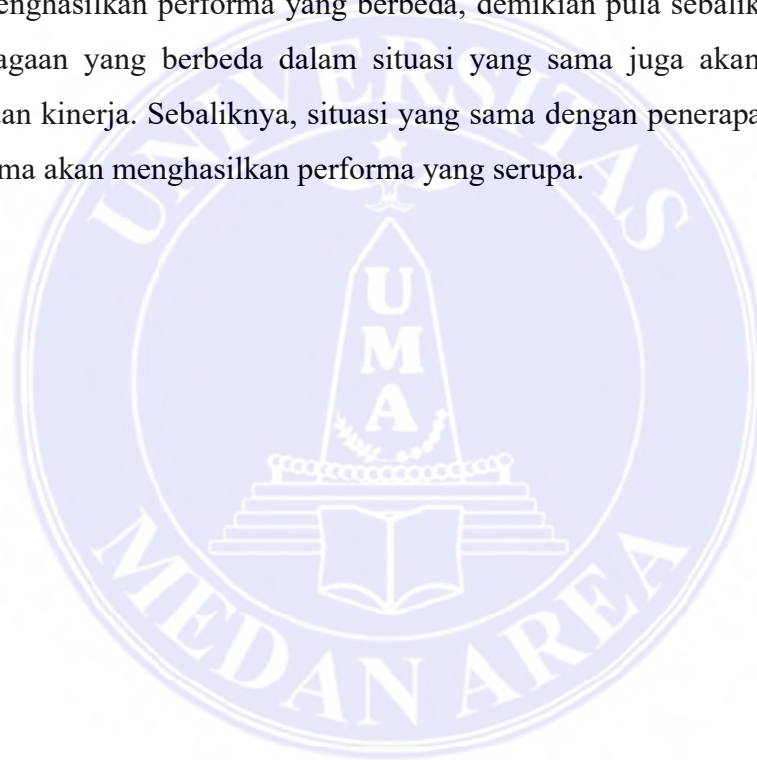 enghasilkan performa yang berbeda, demikian pula sebalik
agaan yang berbeda dalam situasi yang sama juga akan
an kinerja. Sebaliknya, situasi yang sama dengan penerapa
ma akan menghasilkan performa yang serupa.
UNIVERSITAS
U
M
A
MEDAN AREA